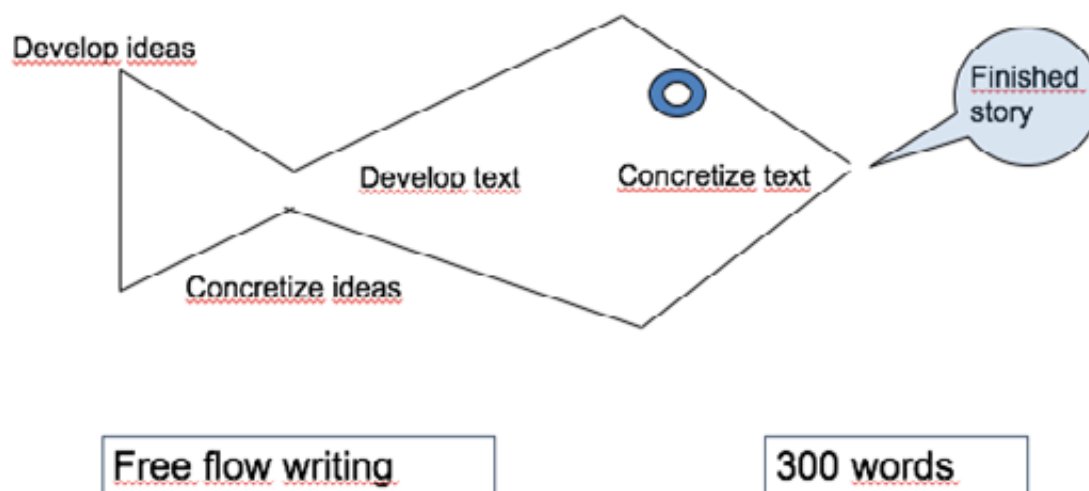 Develop ideas
Finished
story
Develop text
Concretize text
Concretize ideas
Free flow writing
300 words